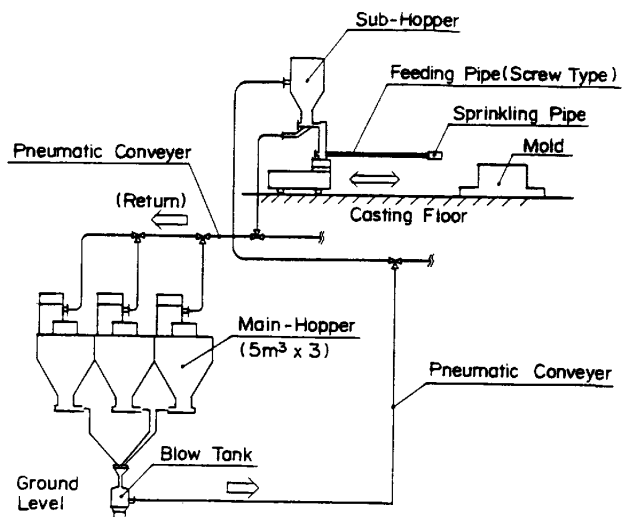 Sub-Hopper
Feeding Pipe(Screw Type)
Sprinkling Pipe
Pneumatic Conveyer
Mold
(Return)
Casting Floor
Main-Hopper
(5m³ x 3)
Pneumatic Conveyer
Blow Tank
Ground
Level